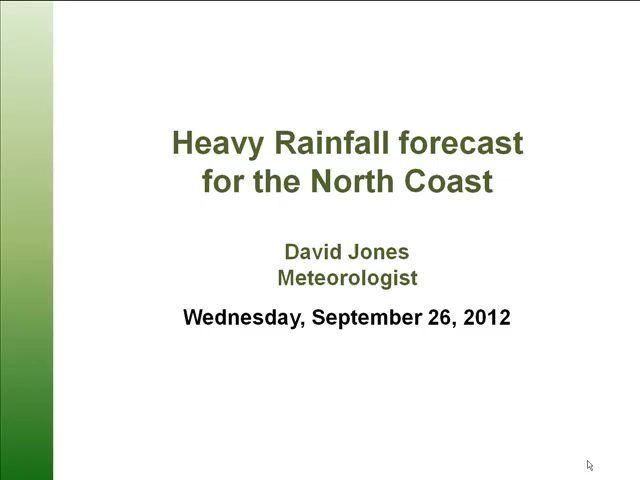 Heavy Rainfall forecast
for the North Coast
David Jones
Meteorologist
Wednesday, September 26, 2012